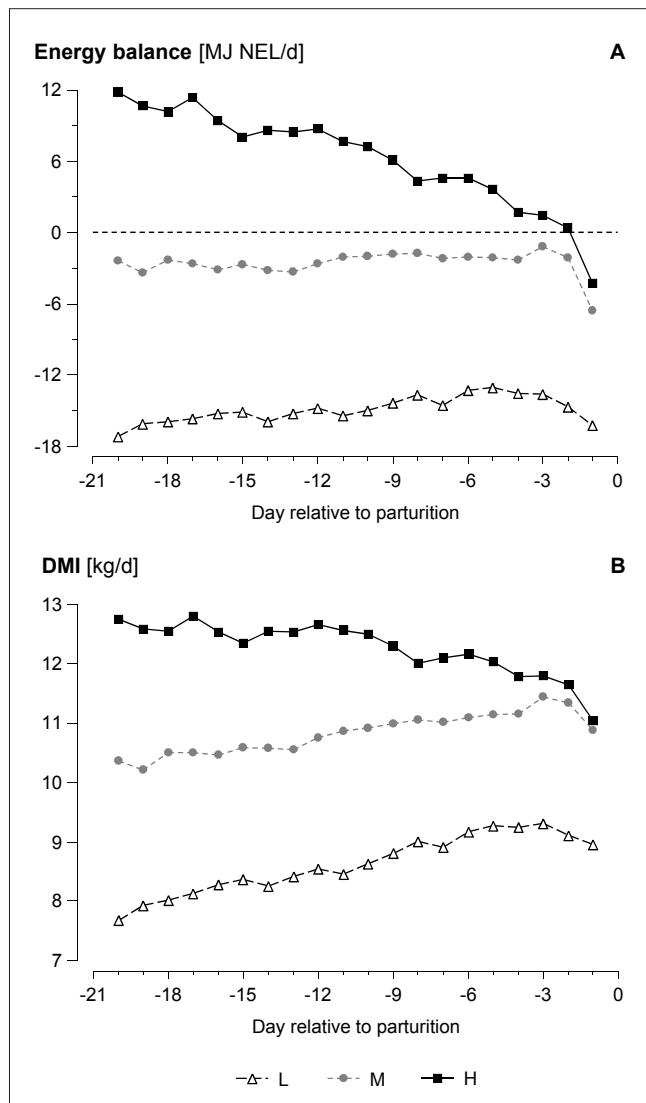 Energy balance [MJ NEL/d] A
12
6
0
-6
-12
-18
-21 -18 -15 -12 -9 -6 -3 0
Day relative to parturition
DMI [kg/d] B
13
12
11
10
9
8
7
-21 -18 -15 -12 -9 -6 -3 0
Day relative to parturition
L M H